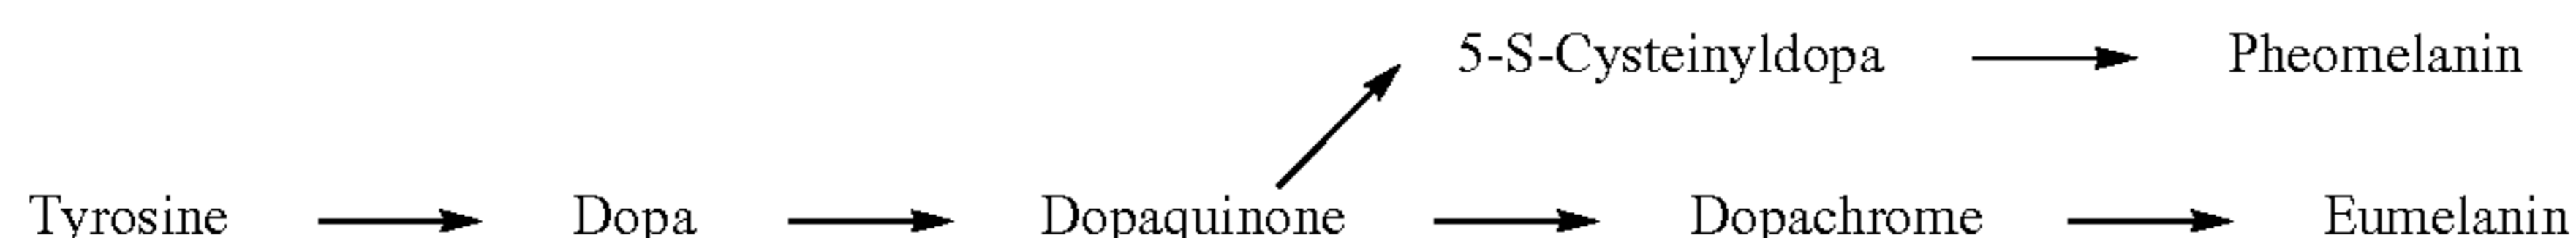 5-S-Cysteinyldopa Pheomelanin
Tyrosine Dopa Dopaquinone Dopachrome Eumelanin